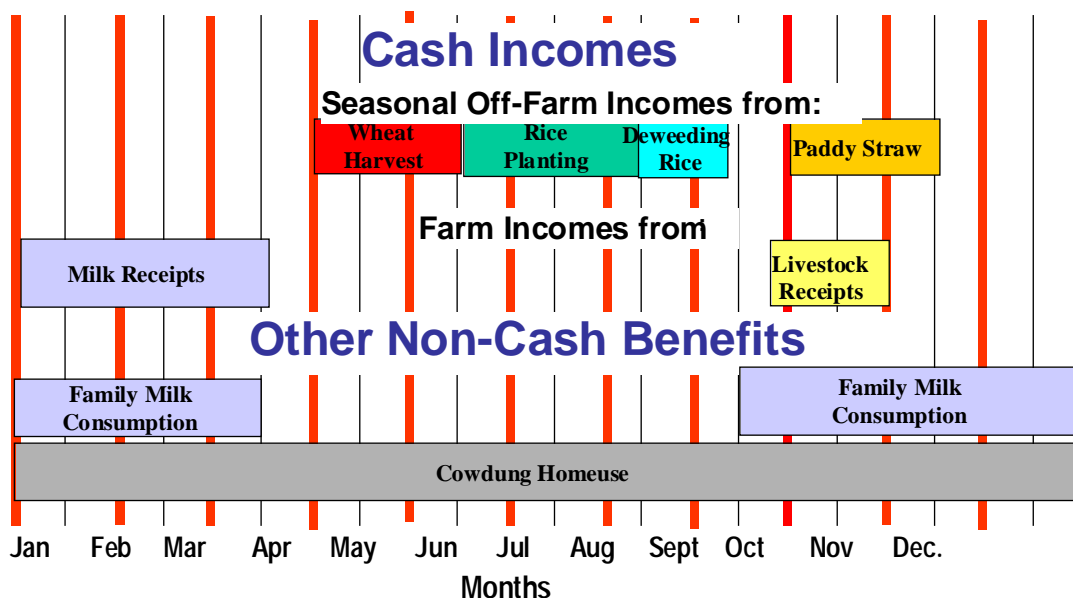 Cash Incomes
Seasonal Off-Farm Incomes from:
Wheat
Harvest
Rice
Planting
Deweeding
Rice
Paddy Straw
Farm Incomes from
Milk Receipts
Livestock
Receipts
Other Non-Cash Benefits
Family Milk
Consumption
Family Milk
Consumption
Cowdung Homeuse
Jan Feb Mar Apr May Jun Jul Aug Sept Oct Nov Dec.
Months